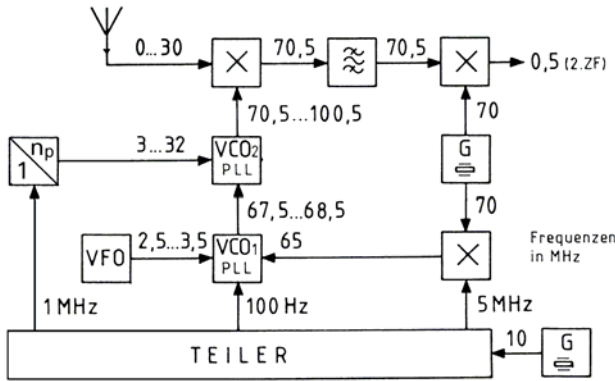 0...30
70,5
70,5
0,5 (2.ZF)
70,5...100,5
70
np
1
3...32
VCO2
PLL
G
67,5...68,5
70
VFO
2,5...3,5
VCO1
PLL
65
Frequenzen
in MHz
1 MHz
100 Hz
5 MHz
TEILER
10
G